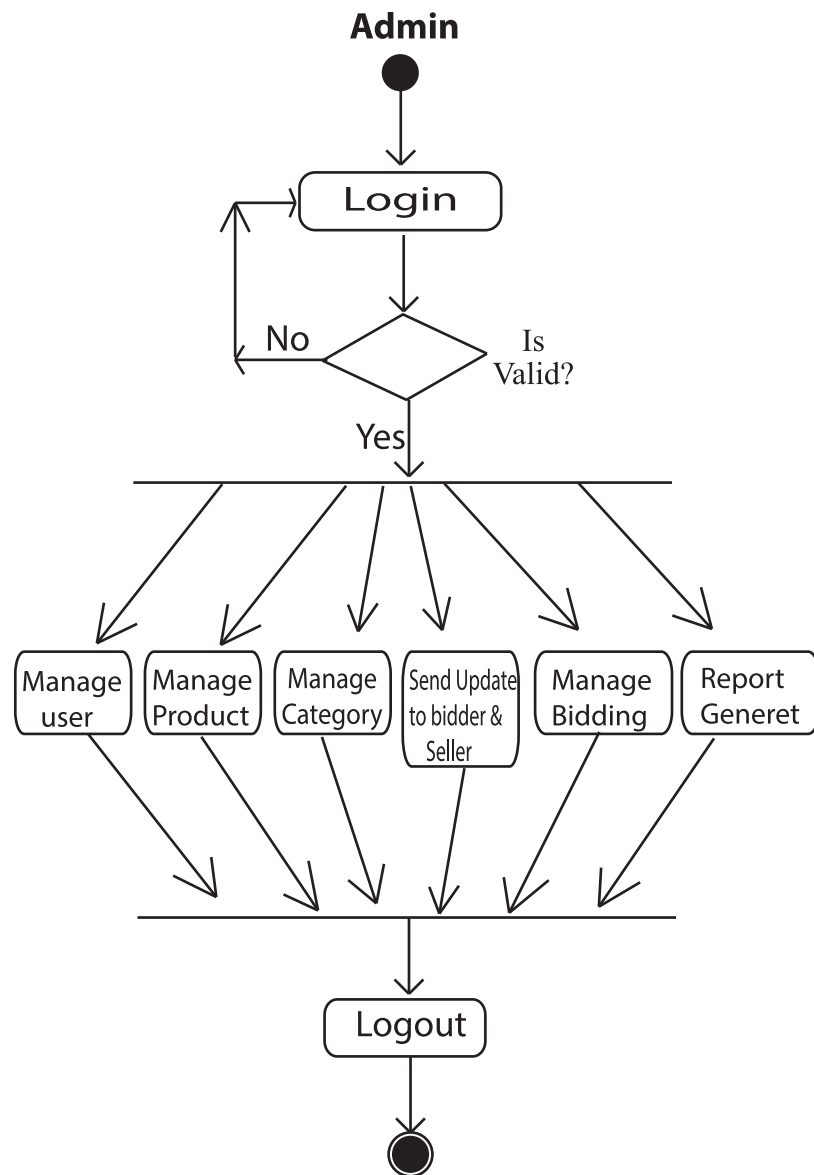 Admin
Login
No
Is
Valid?
Yes
Manage
user
Manage
Product
Manage
Category
Send Update
to bidder &
Seller
Manage
Bidding
Report
Generet
Logout